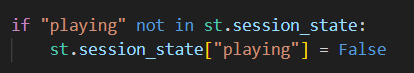 if "playing" not in st.session_state:
    st.session_state["playing"] = False